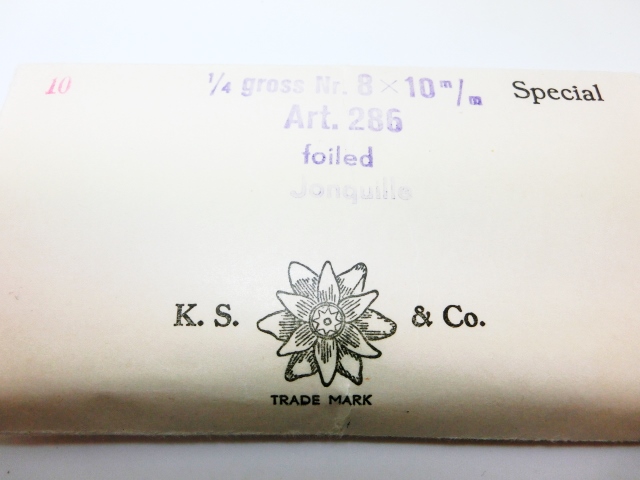 10
1/4 gross Nr. 8 × 10 m/m Special
Art. 286
foiled
Jonquille
K. S. & Co.
TRADE MARK